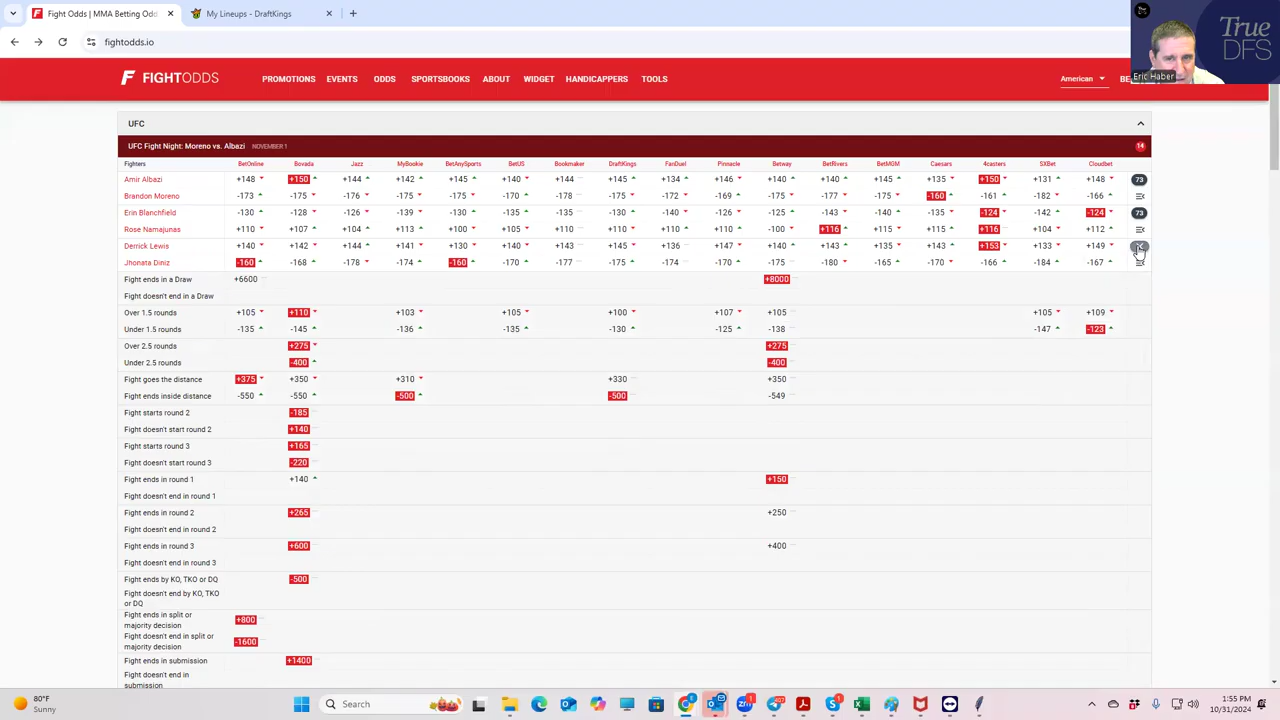 Fight Odds | MMA Betting Odd
My Lineups - DraftKings
fightodds.io
True
DFS
Eric Haber
FIGHTODDS
PROMOTIONS EVENTS ODDS SPORTSBOOKS ABOUT WIDGET HANDICAPPERS TOOLS American
UFC
UFC Fight Night: Moreno vs. Albazi NOVEMBER 1 14
Fighters BetOnline Bovada Jazz MyBookie BetAnySports BetUS Bookmaker DraftKings FanDuel Pinnacle Betway BetRivers BetMGM Caesars 4casters SXBet Cloudbet
Amir Albazi +148 +150 +144 +142 +145 +140 +144 +145 +134 +146 +140 +140 +145 +135 +150 +131 +148 73
Brandon Moreno -173 -175 -176 -175 -175 -170 -178 -175 -172 -169 -175 -177 -175 -160 -161 -182 -166
Erin Blanchfield -130 -128 -126 -139 -130 -135 -135 -130 -140 -126 -125 -143 -140 -135 -124 -142 -124 73
Rose Namajunas +110 +107 +104 +113 +100 +105 +110 +110 +110 +110 -100 +116 +115 +115 +116 +104 +112
Derrick Lewis +140 +142 +144 +141 +130 +140 +143 +145 +136 +147 +140 +143 +135 +143 +153 +133 +149
Jhonata Diniz -160 -168 -178 -174 -160 -170 -177 -175 -174 -170 -175 -180 -165 -170 -166 -184 -167
Fight ends in a Draw +6600 +8000
Fight doesn't end in a Draw
Over 1.5 rounds +105 +110 +103 +105 +100 +107 +105 +105 +109
Under 1.5 rounds -135 -145 -136 -135 -130 -125 -138 -147 -123
Over 2.5 rounds +275 +275
Under 2.5 rounds -400 -400
Fight goes the distance +375 +350 +310 +330 +350
Fight ends inside distance -550 -550 -500 -500 -549
Fight starts round 2 -185
Fight doesn't start round 2 +140
Fight starts round 3 +165
Fight doesn't start round 3 -220
Fight ends in round 1 +140 +150
Fight doesn't end in round 1
Fight ends in round 2 +265 +250
Fight doesn't end in round 2
Fight ends in round 3 +600 +400
Fight doesn't end in round 3
Fight ends by KO, TKO or DQ -500
Fight doesn't end by KO, TKO
or DQ
Fight ends in split or
majority decision +800
Fight doesn't end in split or
majority decision -1600
Fight ends in submission +1400
Fight doesn't end in
submission
80°F
Sunny
Search
1:55 PM
10/31/2024